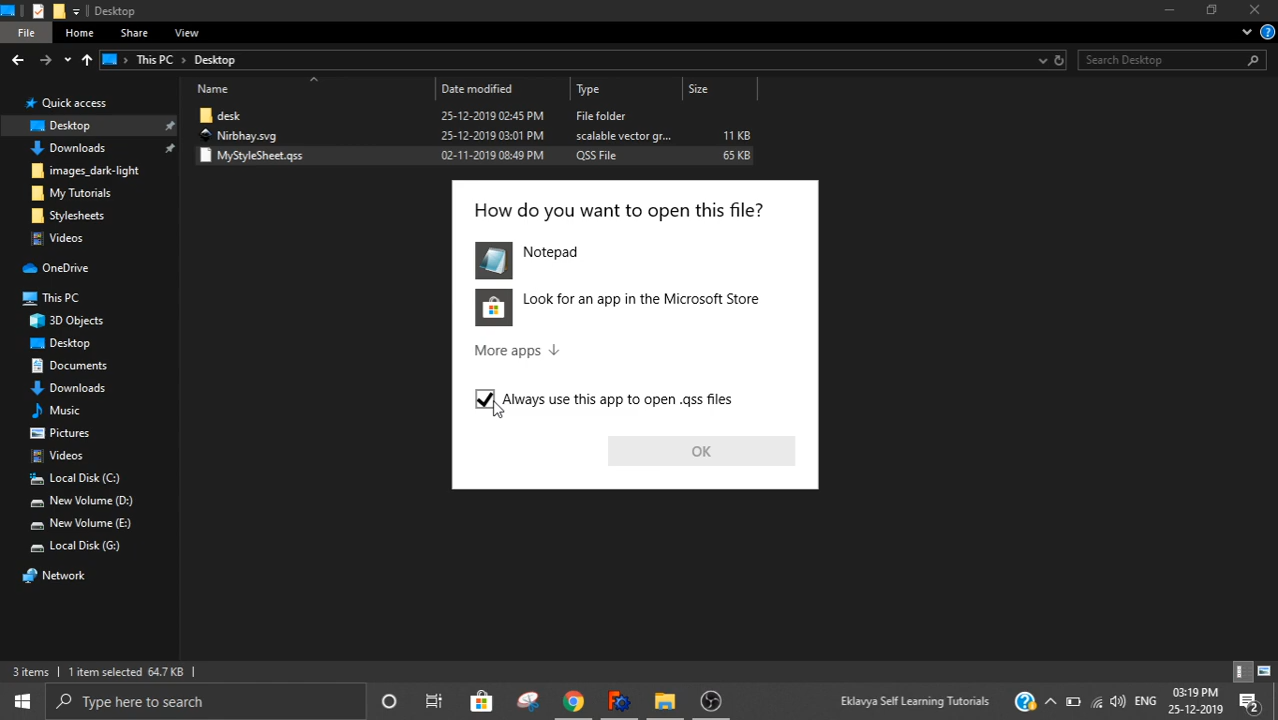 Desktop
File Home Share View
This PC Desktop
Search Desktop
Name Date modified Type Size
desk 25-12-2019 02:45 PM File folder
Nirbhay.svg 25-12-2019 03:01 PM scalable vector gr... 11 KB
MyStyleSheet.qss 02-11-2019 08:49 PM QSS File 65 KB
Quick access
Desktop
Downloads
images_dark-light
My Tutorials
Stylesheets
Videos
OneDrive
This PC
3D Objects
Desktop
Documents
Downloads
Music
Pictures
Videos
Local Disk (C:)
New Volume (D:)
New Volume (E:)
Local Disk (G:)
Network
How do you want to open this file?
Notepad
Look for an app in the Microsoft Store
More apps
Always use this app to open .qss files
OK
3 items 1 item selected 64.7 KB
Type here to search
Eklavya Self Learning Tutorials
ENG
03:19 PM
25-12-2019
2